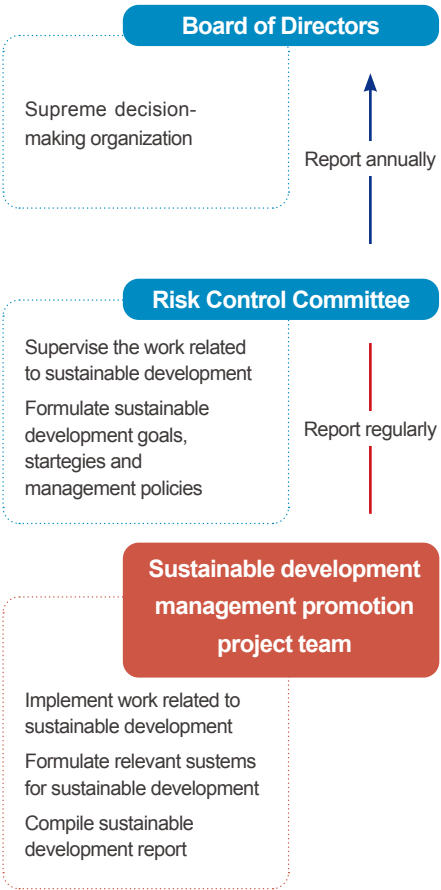 Board of Directors
Supreme decision-
making organization
Report annually
Risk Control Committee
Supervise the work related
to sustainable development
Formulate sustainable
development goals,
startegies and
management policies
Report regularly
Sustainable development
management promotion
project team
Implement work related to
sustainable development
Formulate relevant sustems
for sustainable development
Compile sustainable
development report